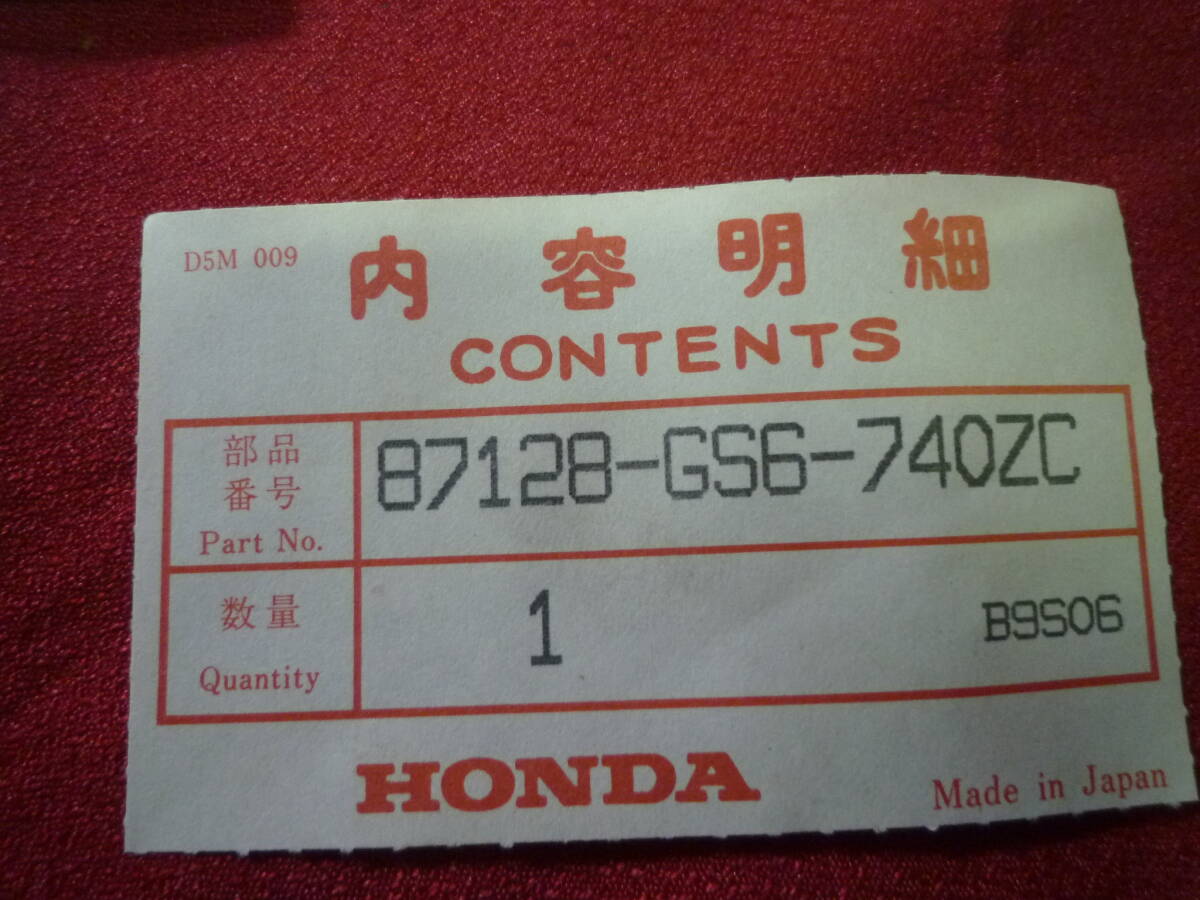 D5M 009
内容明細
CONTENTS
部品
番号
Part No.
87128-GS6-740ZC
数量
Quantity
1
B9S06
HONDA
Made in Japan